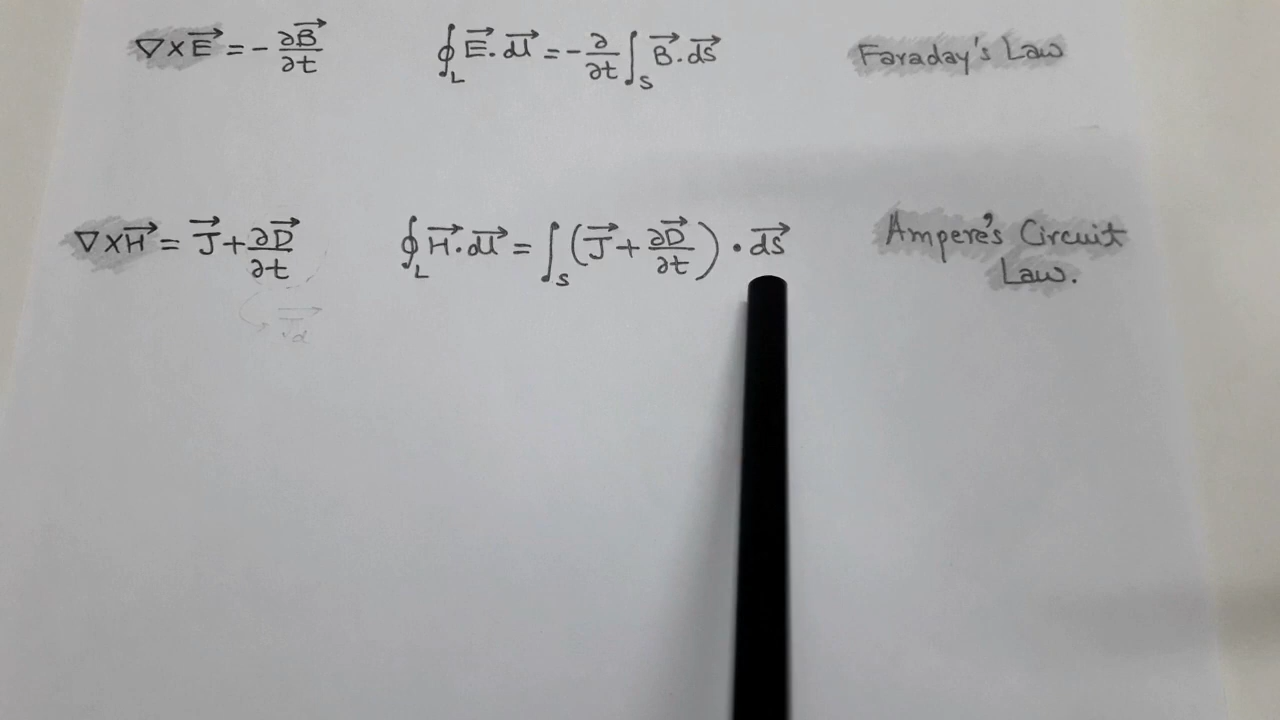 ∇×E⃗ = -∂B⃗/∂t ∮_L E⃗.dl⃗ = -∂/∂t ∫_S B⃗.ds⃗ Faraday's Law
∇×H⃗ = J⃗+∂D⃗/∂t ∮_L H⃗.dl⃗ = ∫_S (J⃗+∂D⃗/∂t) • ds⃗ Ampere's Circuit
Law.